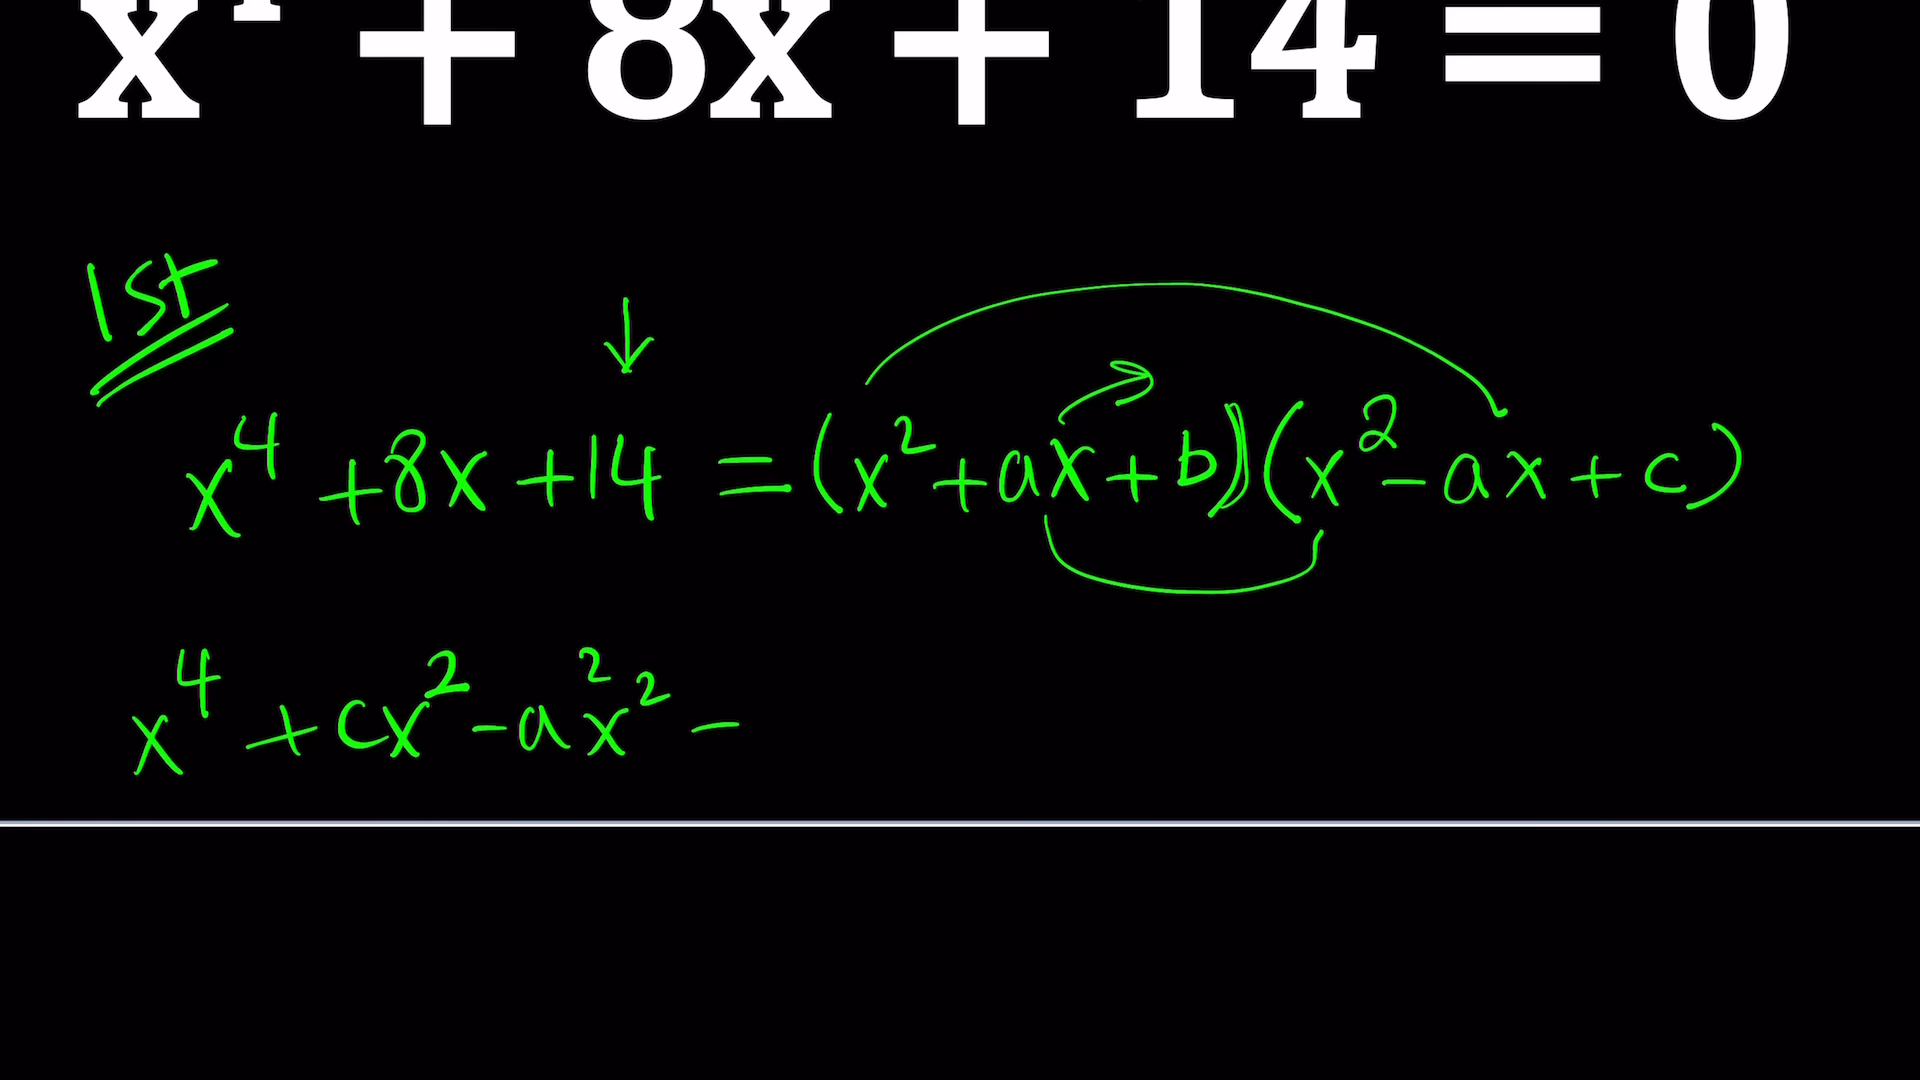 x⁴ + 8x + 14 = 0
1st
x⁴ + 8x + 14 = (x² + ax + b)(x² - ax + c)
x⁴ + cx² - a²x² -